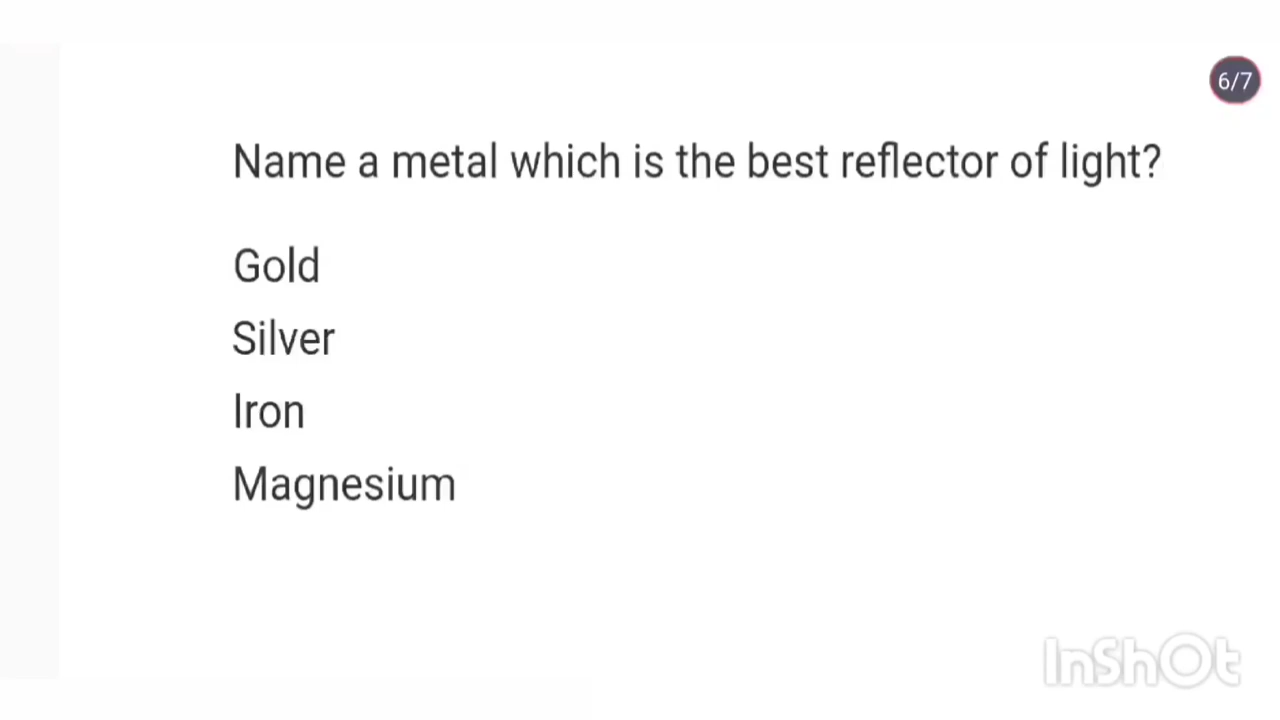 6/7
Name a metal which is the best reflector of light?
Gold
Silver
Iron
Magnesium
InShOt